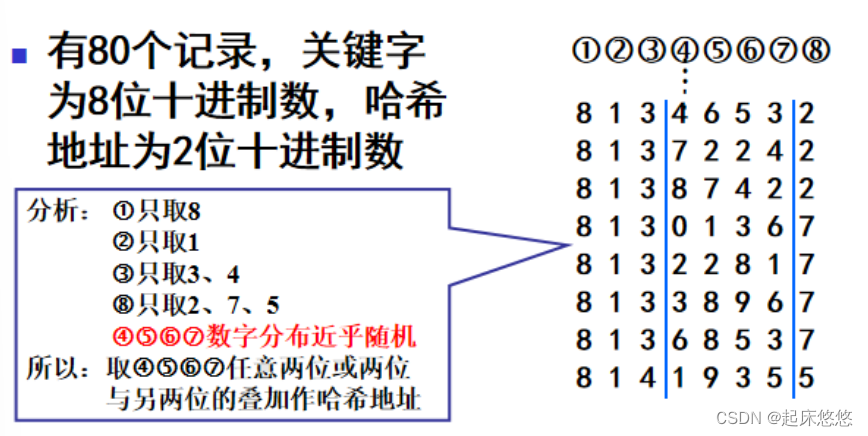 ■ 有80个记录，关键字
为8位十进制数，哈希
地址为2位十进制数
分析： ①只取8
②只取1
③只取3、4
⑧只取2、7、5
④⑤⑥⑦数字分布近乎随机
所以：取④⑤⑥⑦任意两位或两位
与另两位的叠加作哈希地址
①②③④⑤⑥⑦⑧
⋮
8 1 3 4 6 5 3 2
8 1 3 7 2 2 4 2
8 1 3 8 7 4 2 2
8 1 3 0 1 3 6 7
8 1 3 2 2 8 1 7
8 1 3 3 8 9 6 7
8 1 3 6 8 5 3 7
8 1 4 1 9 3 5 5
CSDN @起床悠悠